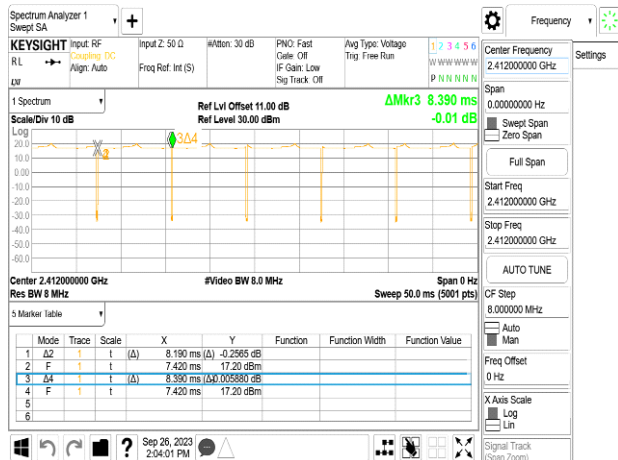 Spectrum Analyzer 1
Swept SA
Frequency
KEYSIGHT
Input: RF
Input Z: 50 Ω
#Atten: 30 dB
PNO: Fast
Avg Type: Voltage
1 2 3 4 5 6
RL
Coupling: DC
Gate: Off
Trig: Free Run
Align: Auto
Freq Ref: Int (S)
IF Gain: Low
W W W W W W
Sig Track: Off
P N N N N N
LXI
1 Spectrum
Ref Lvl Offset 11.00 dB
ΔMkr3 8.390 ms
Scale/Div 10 dB
Ref Level 30.00 dBm
-0.01 dB
Log
20.0
10.0
0.00
-10.0
-20.0
-30.0
-40.0
-50.0
-60.0
3Δ4
Center 2.412000000 GHz
#Video BW 8.0 MHz
Span 0 Hz
Res BW 8 MHz
Sweep 50.0 ms (5001 pts)
5 Marker Table
Mode Trace Scale X Y Function Function Width Function Value
1 Δ2 1 t (Δ) 8.190 ms (Δ) -0.2565 dB
2 F 1 t 7.420 ms 17.20 dBm
3 Δ4 1 t (Δ) 8.390 ms (Δ) -0.005880 dB
4 F 1 t 7.420 ms 17.20 dBm
5
6
?
Sep 26, 2023
2:04:01 PM
Center Frequency
2.412000000 GHz
Settings
Span
0.00000000 Hz
Swept Span
Zero Span
Full Span
Start Freq
2.412000000 GHz
Stop Freq
2.412000000 GHz
AUTO TUNE
CF Step
8.000000 MHz
Auto
Man
Freq Offset
0 Hz
X Axis Scale
Log
Lin
Signal Track
(Span Zoom)